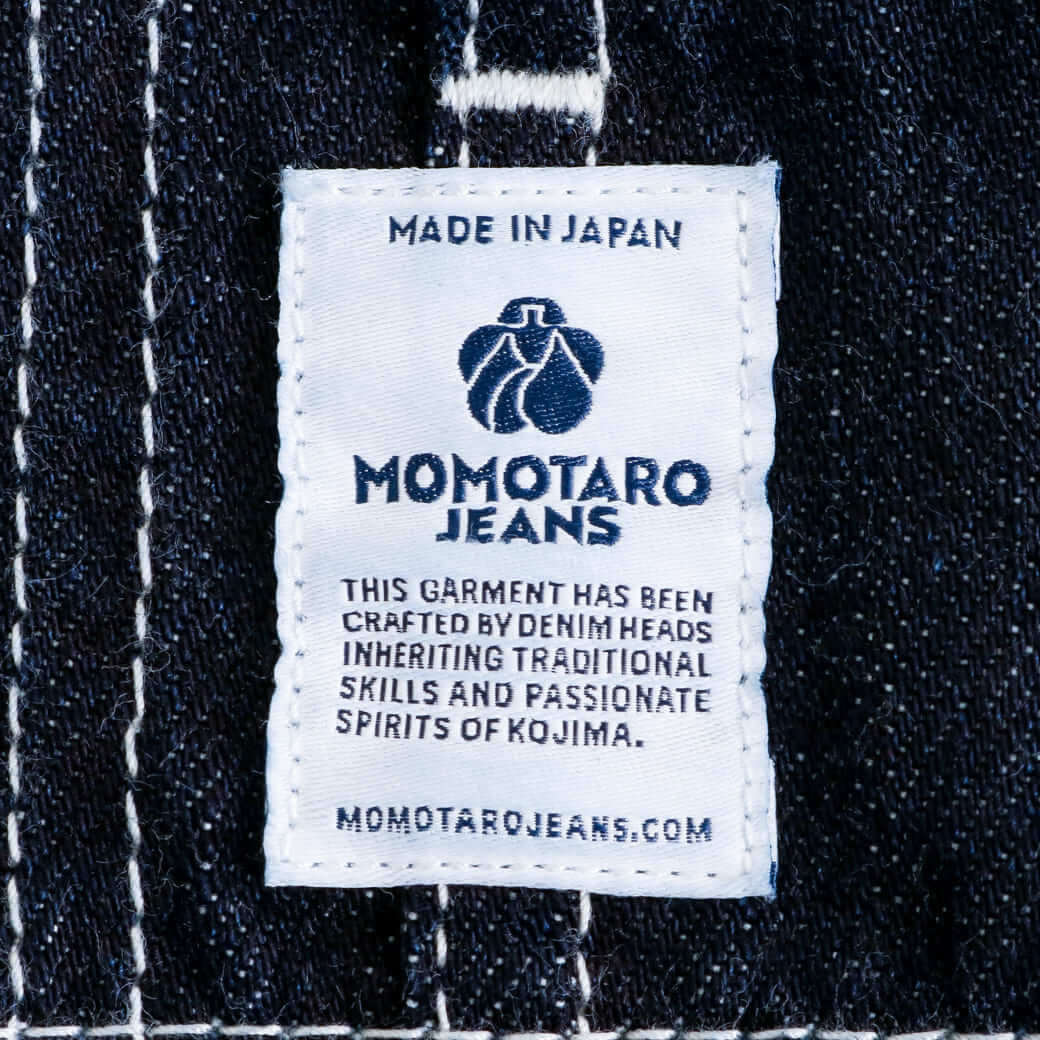 MADE IN JAPAN
MOMOTARO
JEANS
THIS GARMENT HAS BEEN
CRAFTED BY DENIM HEADS
INHERITING TRADITIONAL
SKILLS AND PASSIONATE
SPIRITS OF KOJIMA.
MOMOTAROJEANS.COM